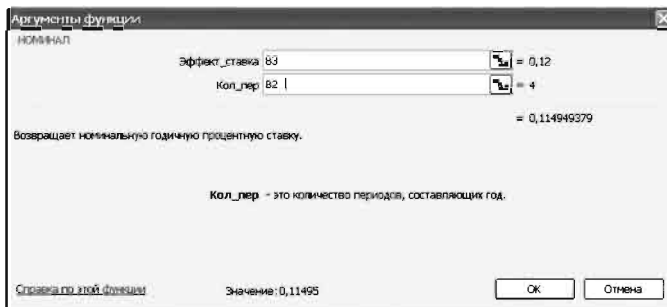 Аргументы функции
НОМИНАЛ
Эффект_ставка B3 = 0,12
Кол_пер B2 = 4
= 0,114949379
Возвращает номинальную годичную процентную ставку.
Кол_пер - это количество периодов, составляющих год.
Справка по этой функции Значение:0,11495 ОК Отмена